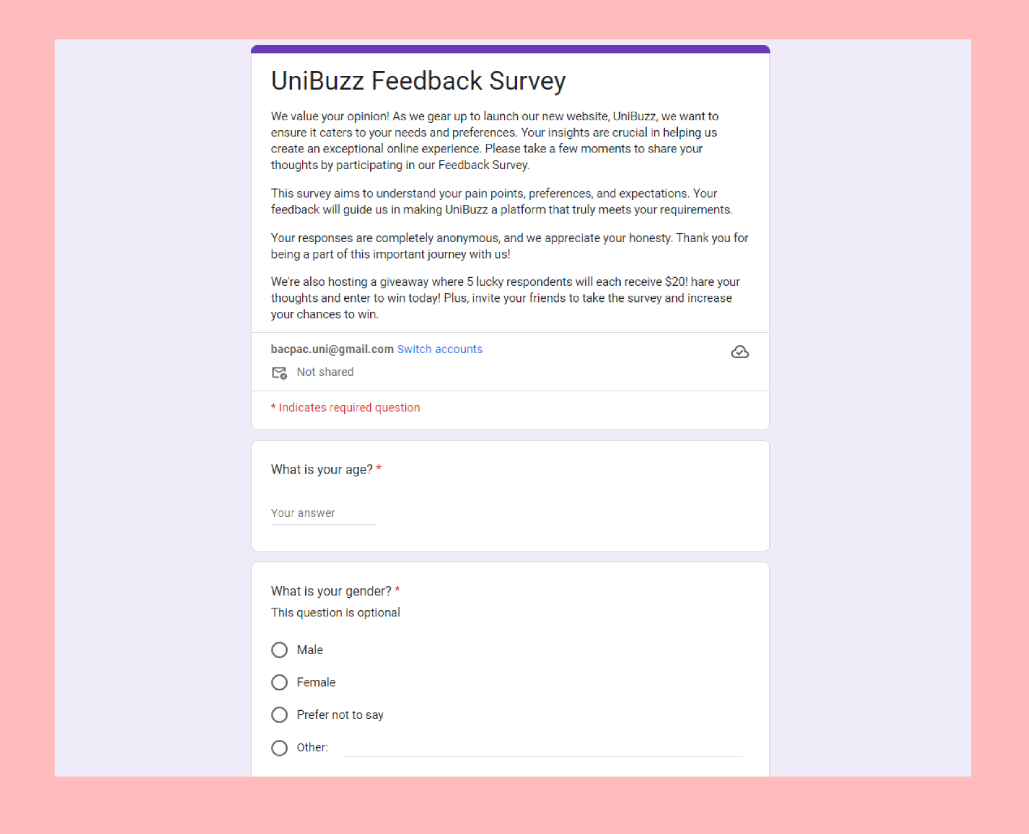 UniBuzz Feedback Survey
We value your opinion! As we gear up to launch our new website, UniBuzz, we want to
ensure it caters to your needs and preferences. Your insights are crucial in helping us
create an exceptional online experience. Please take a few moments to share your
thoughts by participating in our Feedback Survey.
This survey aims to understand your pain points, preferences, and expectations. Your
feedback will guide us in making UniBuzz a platform that truly meets your requirements.
Your responses are completely anonymous, and we appreciate your honesty. Thank you for
being a part of this important journey with us!
We're also hosting a giveaway where 5 lucky respondents will each receive $20! hare your
thoughts and enter to win today! Plus, invite your friends to take the survey and increase
your chances to win.
bacpac.uni@gmail.com Switch accounts
Not shared
* Indicates required question
What is your age? *
Your answer
What is your gender? *
This question is optional
Male
Female
Prefer not to say
Other: